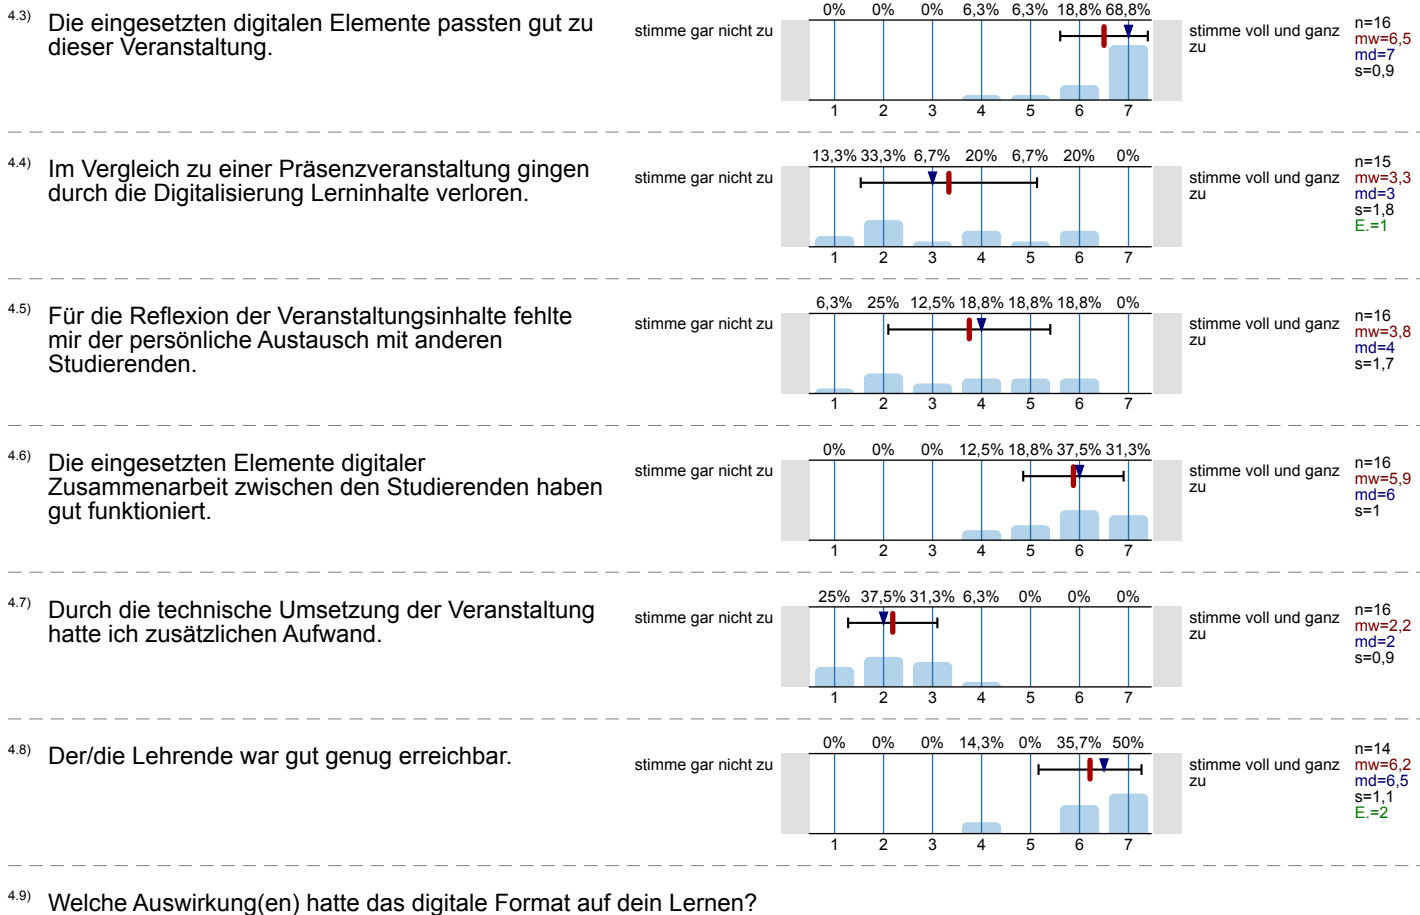 4.3) Die eingesetzten digitalen Elemente passten gut zu
dieser Veranstaltung.
stimme gar nicht zu
0% 0% 0% 6,3% 6,3% 18,8% 68,8%
1 2 3 4 5 6 7
stimme voll und ganz
zu
n=16
mw=6,5
md=7
s=0,9
4.4) Im Vergleich zu einer Präsenzveranstaltung gingen
durch die Digitalisierung Lerninhalte verloren.
stimme gar nicht zu
13,3% 33,3% 6,7% 20% 6,7% 20% 0%
1 2 3 4 5 6 7
stimme voll und ganz
zu
n=15
mw=3,3
md=3
s=1,8
E.=1
4.5) Für die Reflexion der Veranstaltungsinhalte fehlte
mir der persönliche Austausch mit anderen
Studierenden.
stimme gar nicht zu
6,3% 25% 12,5% 18,8% 18,8% 18,8% 0%
1 2 3 4 5 6 7
stimme voll und ganz
zu
n=16
mw=3,8
md=4
s=1,7
4.6) Die eingesetzten Elemente digitaler
Zusammenarbeit zwischen den Studierenden haben
gut funktioniert.
stimme gar nicht zu
0% 0% 0% 12,5% 18,8% 37,5% 31,3%
1 2 3 4 5 6 7
stimme voll und ganz
zu
n=16
mw=5,9
md=6
s=1
4.7) Durch die technische Umsetzung der Veranstaltung
hatte ich zusätzlichen Aufwand.
stimme gar nicht zu
25% 37,5% 31,3% 6,3% 0% 0% 0%
1 2 3 4 5 6 7
stimme voll und ganz
zu
n=16
mw=2,2
md=2
s=0,9
4.8) Der/die Lehrende war gut genug erreichbar.
stimme gar nicht zu
0% 0% 0% 14,3% 0% 35,7% 50%
1 2 3 4 5 6 7
stimme voll und ganz
zu
n=14
mw=6,2
md=6,5
s=1,1
E.=2
4.9) Welche Auswirkung(en) hatte das digitale Format auf dein Lernen?